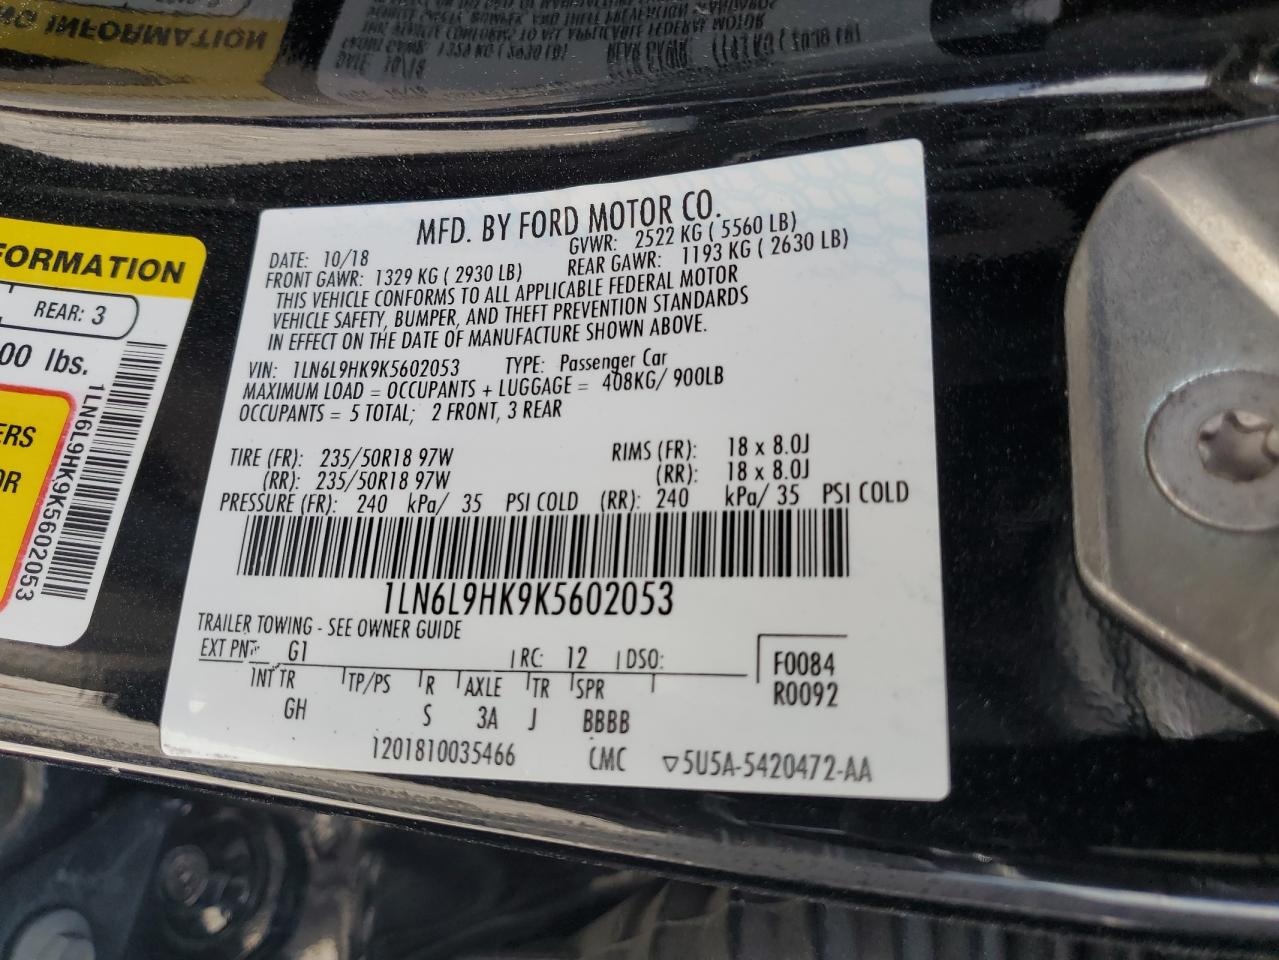 MFD. BY FORD MOTOR CO.
DATE: 10/18 GVWR: 2522 KG ( 5560 LB)
FRONT GAWR: 1329 KG ( 2930 LB) REAR GAWR: 1193 KG ( 2630 LB)
THIS VEHICLE CONFORMS TO ALL APPLICABLE FEDERAL MOTOR
VEHICLE SAFETY, BUMPER, AND THEFT PREVENTION STANDARDS
IN EFFECT ON THE DATE OF MANUFACTURE SHOWN ABOVE.
VIN: 1LN6L9HK9K5602053 TYPE: Passenger Car
MAXIMUM LOAD = OCCUPANTS + LUGGAGE = 408KG/ 900LB
OCCUPANTS = 5 TOTAL; 2 FRONT, 3 REAR
TIRE (FR): 235/50R18 97W RIMS (FR): 18 x 8.0J
(RR): 235/50R18 97W (RR): 18 x 8.0J
PRESSURE (FR): 240 kPa/ 35 PSI COLD (RR): 240 kPa/ 35 PSI COLD
1LN6L9HK9K5602053
TRAILER TOWING - SEE OWNER GUIDE
EXT PNT: G1 RC: 12 DSO: F0084
INT TR TP/PS R AXLE TR SPR R0092
GH S 3A J BBBB
1201810035466 CMC ▽5U5A-5420472-AA
FORMATION
REAR: 3
00 lbs.
ERS
OR
1LN6L9HK9K5602053